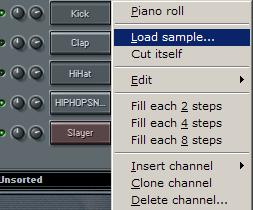 Kick
Clap
HiHat
HIPHOPSN...
Slayer
Unsorted
Piano roll
Load sample...
Cut itself
Edit
Fill each 2 steps
Fill each 4 steps
Fill each 8 steps
Insert channel
Clone channel
Delete channel...